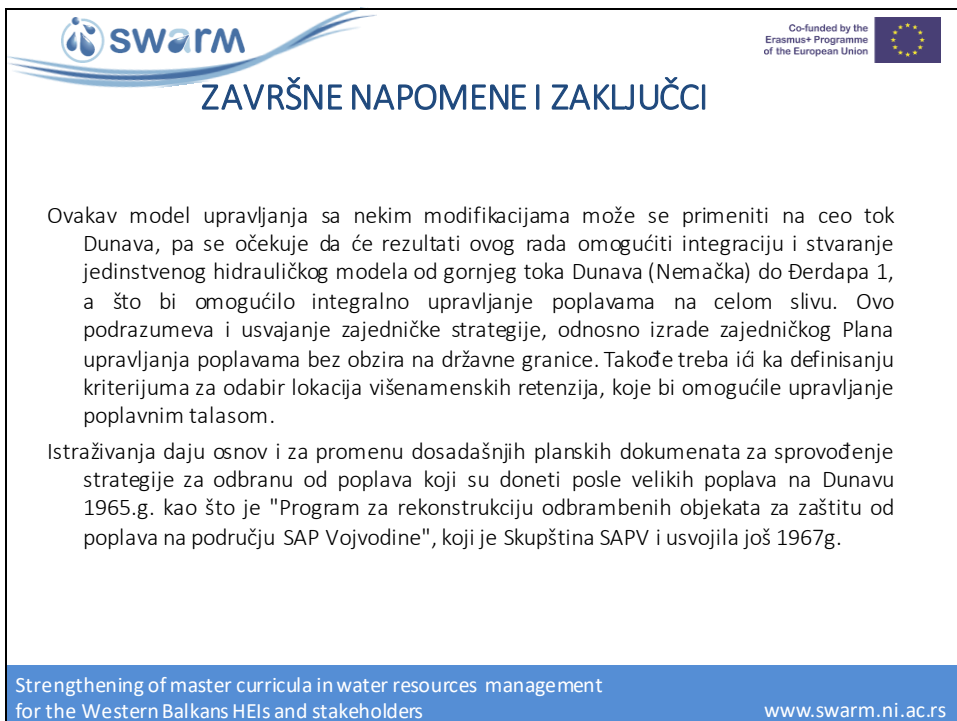 swarm
Co-funded by the
Erasmus+ Programme
of the European Union
ZAVRŠNE NAPOMENE I ZAKLJUČCI
Ovakav model upravljanja sa nekim modifikacijama može se primeniti na ceo tok
Dunava, pa se očekuje da će rezultati ovog rada omogućiti integraciju i stvaranje
jedinstvenog hidrauličkog modela od gornjeg toka Dunava (Nemačka) do Đerdapa 1,
a što bi omogućilo integralno upravljanje poplavama na celom slivu. Ovo
podrazumeva i usvajanje zajedničke strategije, odnosno izrade zajedničkog Plana
upravljanja poplavama bez obzira na državne granice. Takođe treba ići ka definisanju
kriterijuma za odabir lokacija višenamenskih retenzija, koje bi omogućile upravljanje
poplavnim talasom.
Istraživanja daju osnov i za promenu dosadašnjih planskih dokumenata za sprovođenje
strategije za odbranu od poplava koji su doneti posle velikih poplava na Dunavu
1965.g. kao što je "Program za rekonstrukciju odbrambenih objekata za zaštitu od
poplava na području SAP Vojvodine", koji je Skupština SAPV i usvojila još 1967g.
Strengthening of master curricula in water resources management
for the Western Balkans HEIs and stakeholders
www.swarm.ni.ac.rs